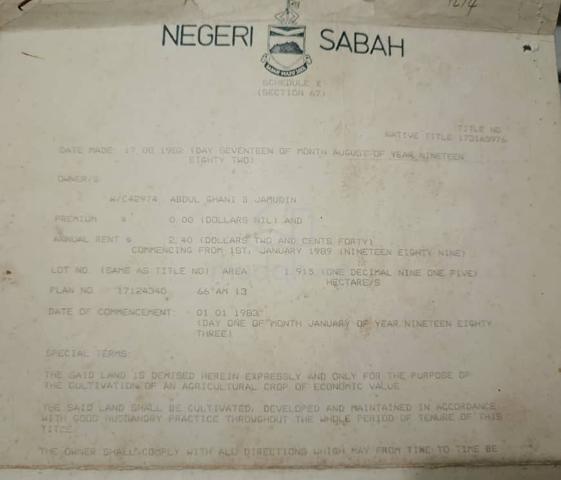 1274
NEGERI SABAH
SABAH MAJU JAYA
SCHEDULE E
(SECTION 67)
TITLE NO
NATIVE TITLE
DATE MADE: 17.08 1982 (DAY SEVENTEEN OF MONTH AUGUST OF YEAR NINETEEN
EIGHTY TWO)
OWNER/S
W/C42974 ABDUL GHANI B JAMUDIN
PREMIUM $ 0.00 (DOLLARS NIL) AND
ANNUAL RENT $ 2.40 (DOLLARS TWO AND CENTS FORTY)
COMMENCING FROM 1ST, JANUARY 1989 (NINETEEN EIGHTY NINE)
LOT NO. (SAME AS TITLE NO) AREA 1.915 (ONE DECIMAL NINE ONE FIVE)
HECTARE/S
PLAN NO. 17124340 66 AM 13
DATE OF COMMENCEMENT: 01 01 1983
(DAY ONE OF MONTH JANUARY OF YEAR NINETEEN EIGHTY
THREE)
SPECIAL TERMS:
THE SAID LAND IS DEMISED HEREIN EXPRESSLY AND ONLY FOR THE PURPOSE OF
THE CULTIVATION OF AN AGRICULTURAL CROP OF ECONOMIC VALUE
THE SAID LAND SHALL BE CULTIVATED, DEVELOPED AND MAINTAINED IN ACCORDANCE
WITH GOOD HUSBANDRY PRACTICE THROUGHOUT THE WHOLE PERIOD OF TENURE OF THIS
TITLE
THE OWNER SHALL COMPLY WITH ALL DIRECTIONS WHICH MAY FROM TIME TO TIME BE